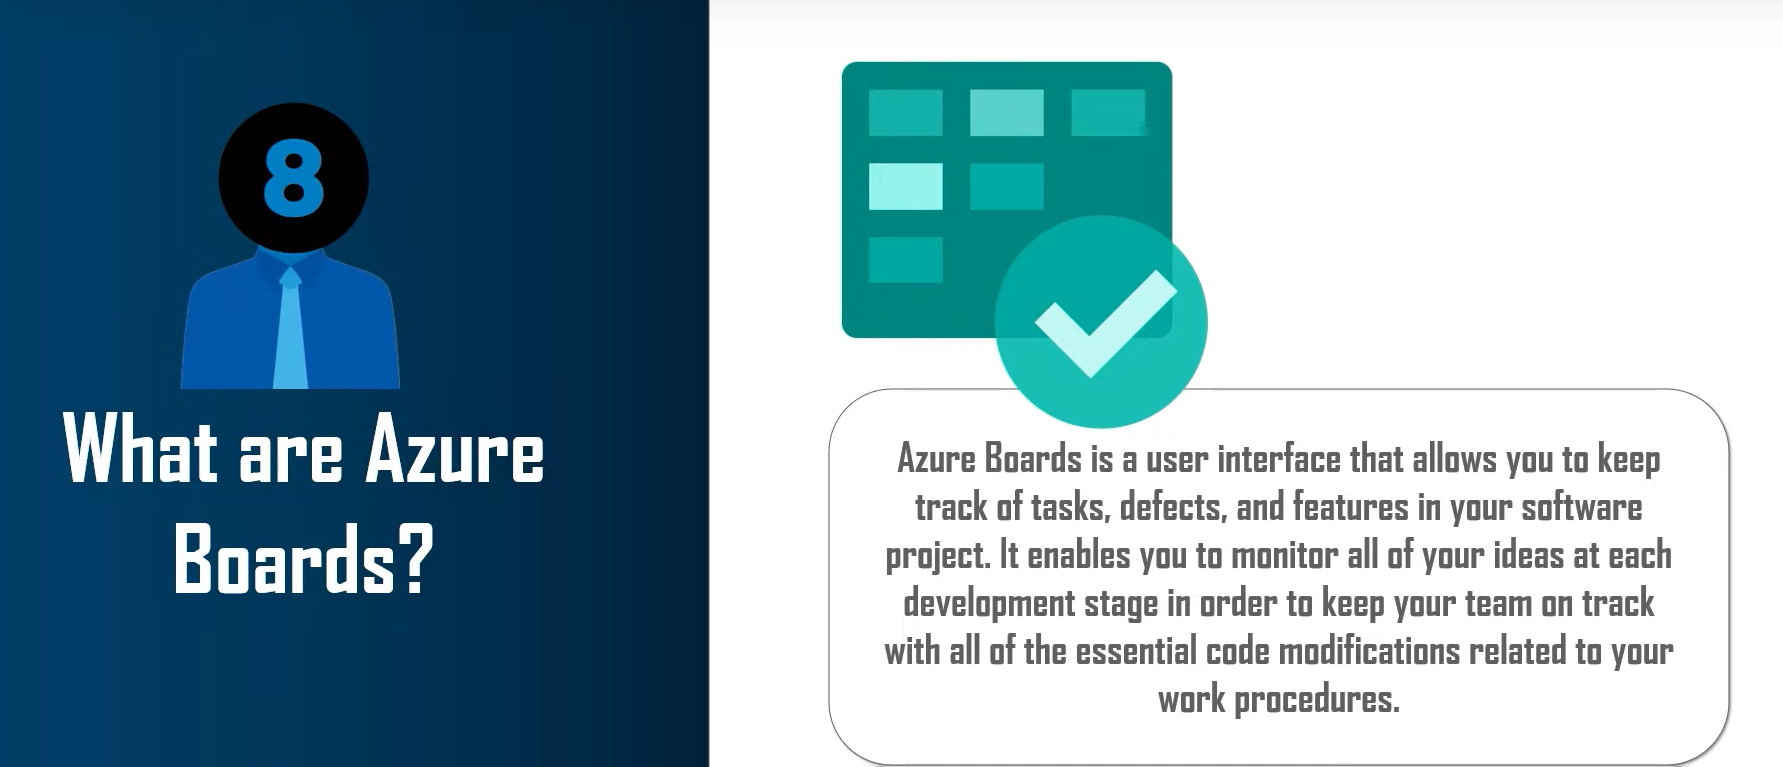 8
What are Azure
Boards?
Azure Boards is a user interface that allows you to keep
track of tasks, defects, and features in your software
project. It enables you to monitor all of your ideas at each
development stage in order to keep your team on track
with all of the essential code modifications related to your
work procedures.